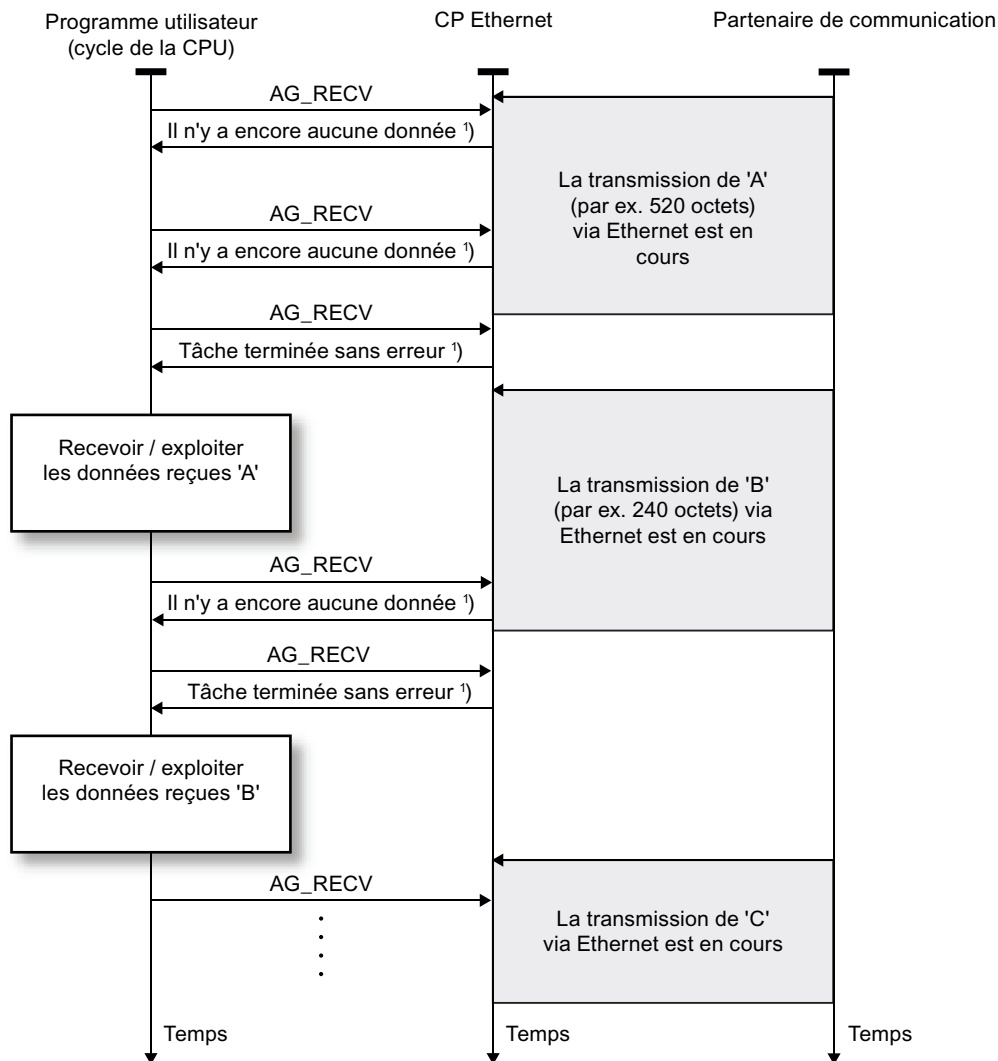 Programme utilisateur
(cycle de la CPU)
CP Ethernet
Partenaire de communication
AG_RECV
Il n'y a encore aucune donnée ¹)
La transmission de 'A'
(par ex. 520 octets)
via Ethernet est en
cours
AG_RECV
Il n'y a encore aucune donnée ¹)
AG_RECV
Tâche terminée sans erreur ¹)
Recevoir / exploiter
les données reçues 'A'
La transmission de 'B'
(par ex. 240 octets) via
Ethernet est en cours
AG_RECV
Il n'y a encore aucune donnée ¹)
AG_RECV
Tâche terminée sans erreur ¹)
Recevoir / exploiter
les données reçues 'B'
AG_RECV
La transmission de 'C'
via Ethernet est en cours
Temps
Temps
Temps